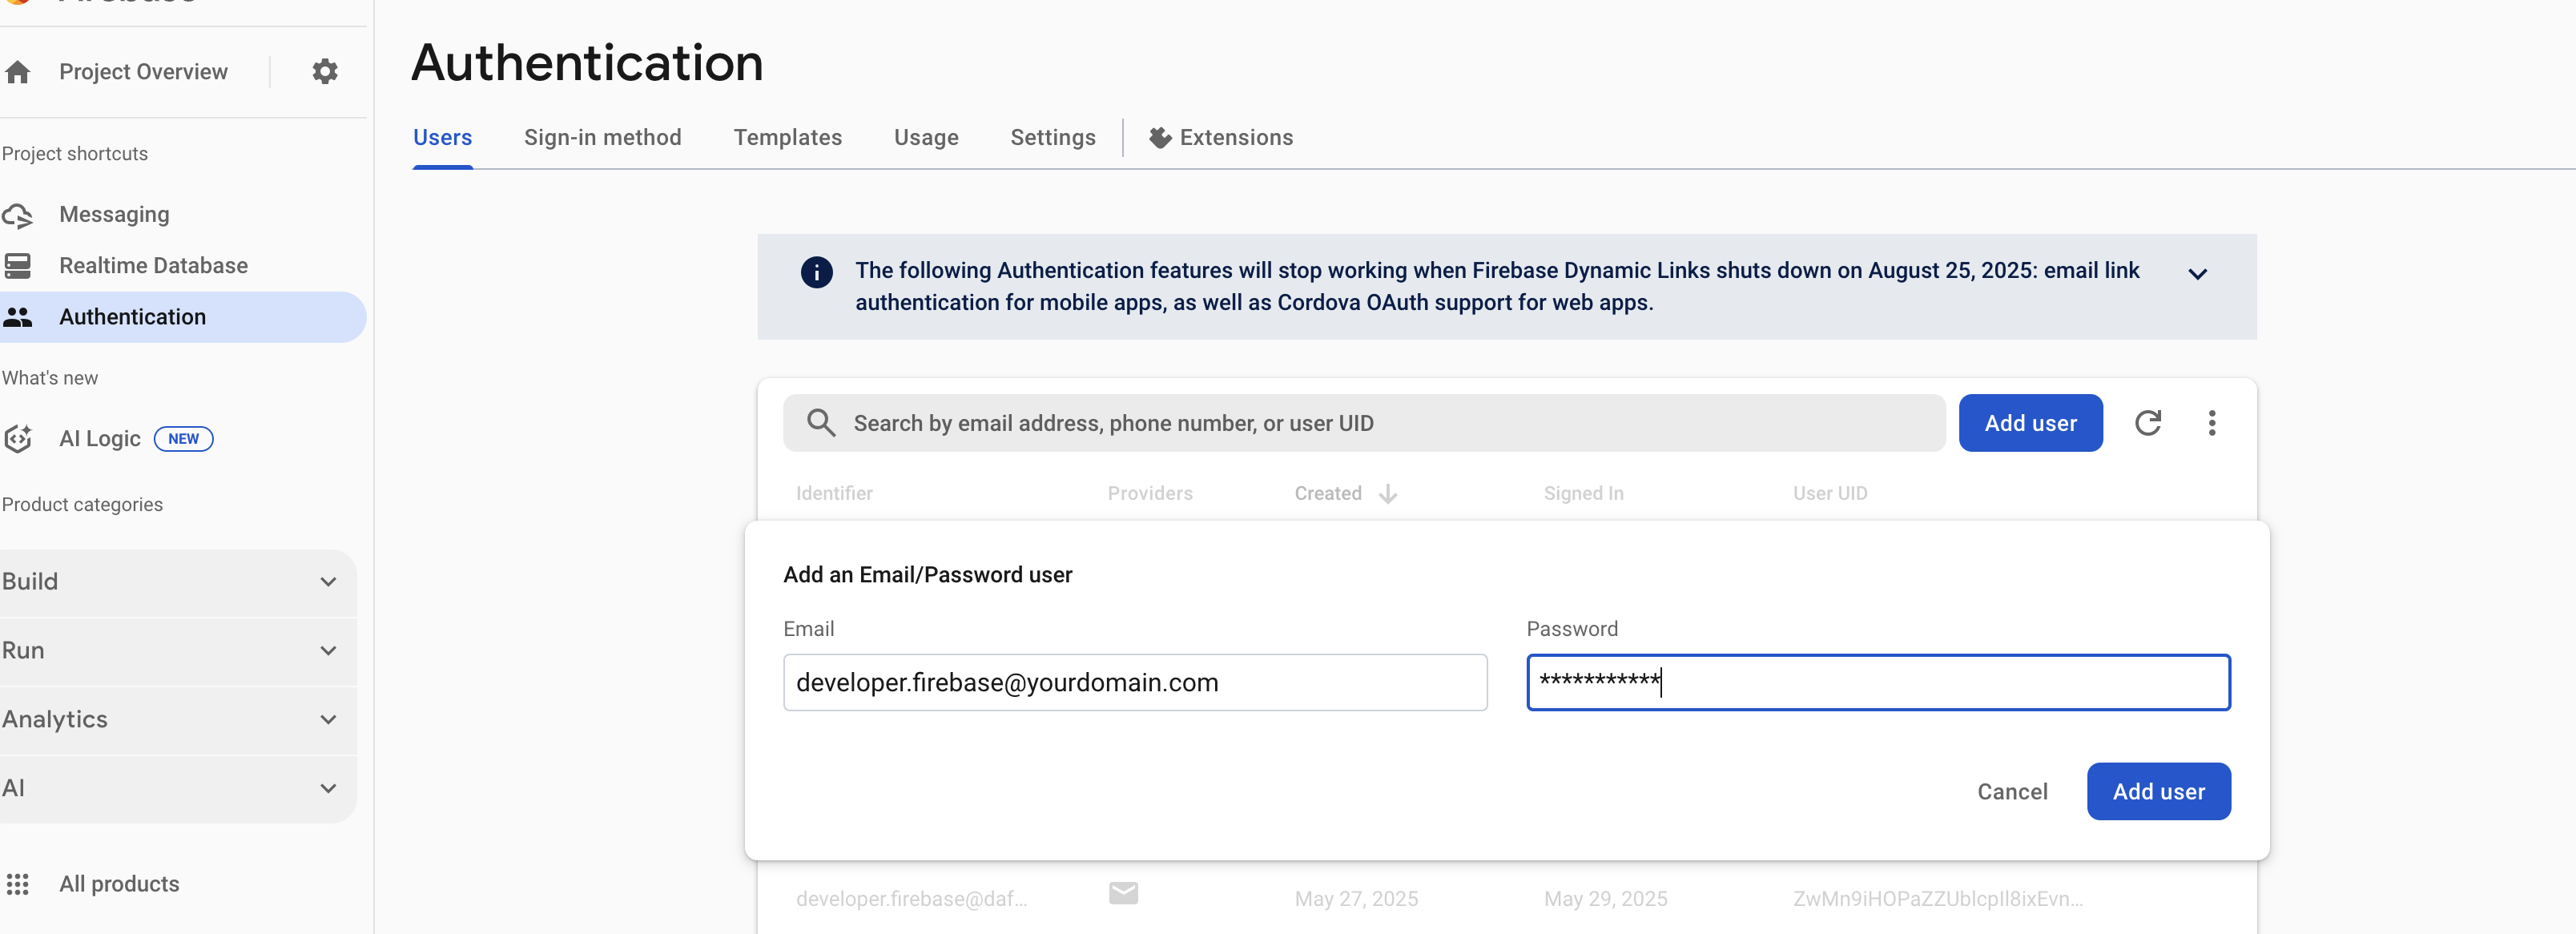 Project Overview
Project shortcuts
Messaging
Realtime Database
Authentication
What's new
AI Logic NEW
Product categories
Build
Run
Analytics
AI
All products
Authentication
Users Sign-in method Templates Usage Settings Extensions
The following Authentication features will stop working when Firebase Dynamic Links shuts down on August 25, 2025: email link
authentication for mobile apps, as well as Cordova OAuth support for web apps.
Search by email address, phone number, or user UID Add user
Identifier Providers Created Signed In User UID
Add an Email/Password user
Email Password
developer.firebase@yourdomain.com ***********
Cancel Add user
developer.firebase@daf... May 27, 2025 May 29, 2025